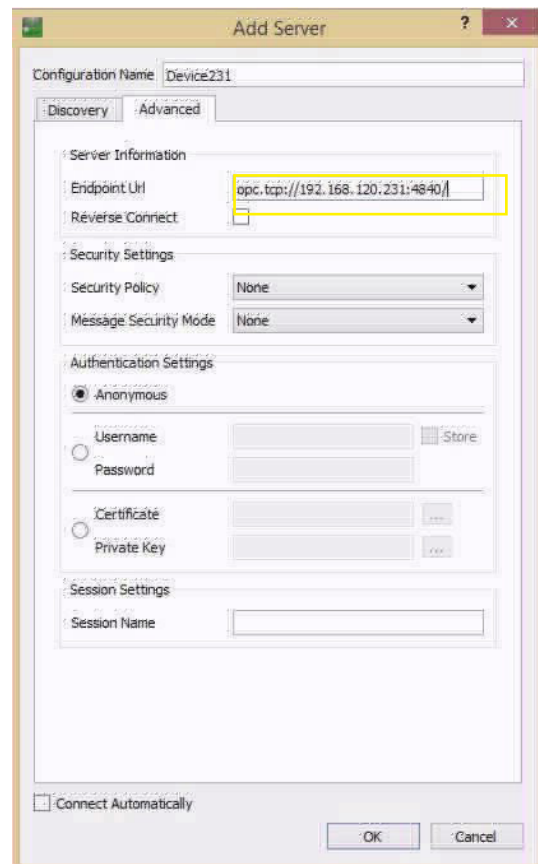 Add Server
?
Configuration Name Device231
Discovery Advanced
Server Information
Endpoint Url opc.tcp://192.168.120.231:4840/
Reverse Connect
Security Settings
Security Policy None
Message Security Mode None
Authentication Settings
Anonymous
Username Store
Password
Certificate ...
Private Key ...
Session Settings
Session Name
Connect Automatically
OK Cancel